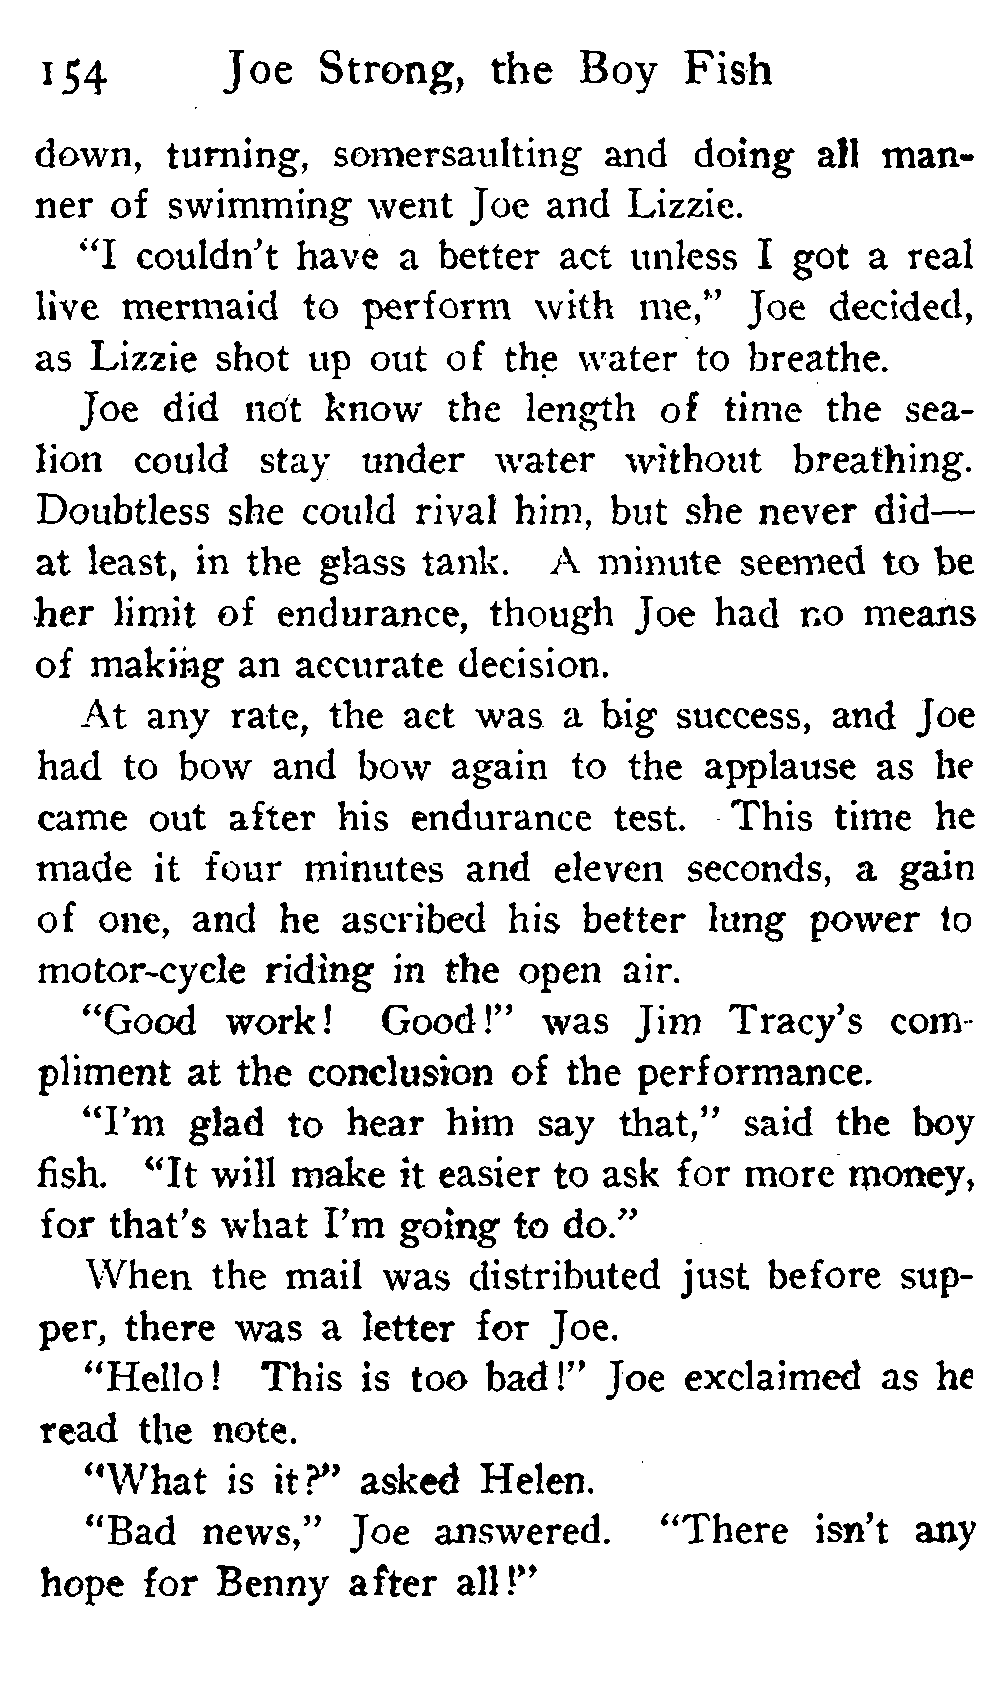 154 Joe Strong, the Boy Fish
down, turning, somersaulting and doing all man-
ner of swimming went Joe and Lizzie.
"I couldn't have a better act unless I got a real
live mermaid to perform with me," Joe decided,
as Lizzie shot up out of the water to breathe.
Joe did not know the length of time the sea-
lion could stay under water without breathing.
Doubtless she could rival him, but she never did—
at least, in the glass tank. A minute seemed to be
her limit of endurance, though Joe had no means
of making an accurate decision.
At any rate, the act was a big success, and Joe
had to bow and bow again to the applause as he
came out after his endurance test. This time he
made it four minutes and eleven seconds, a gain
of one, and he ascribed his better lung power to
motor-cycle riding in the open air.
"Good work! Good!" was Jim Tracy's com-
pliment at the conclusion of the performance.
"I'm glad to hear him say that," said the boy
fish. "It will make it easier to ask for more money,
for that's what I'm going to do."
When the mail was distributed just before sup-
per, there was a letter for Joe.
"Hello! This is too bad!" Joe exclaimed as he
read the note.
"What is it?" asked Helen.
"Bad news," Joe answered. "There isn't any
hope for Benny after all!"